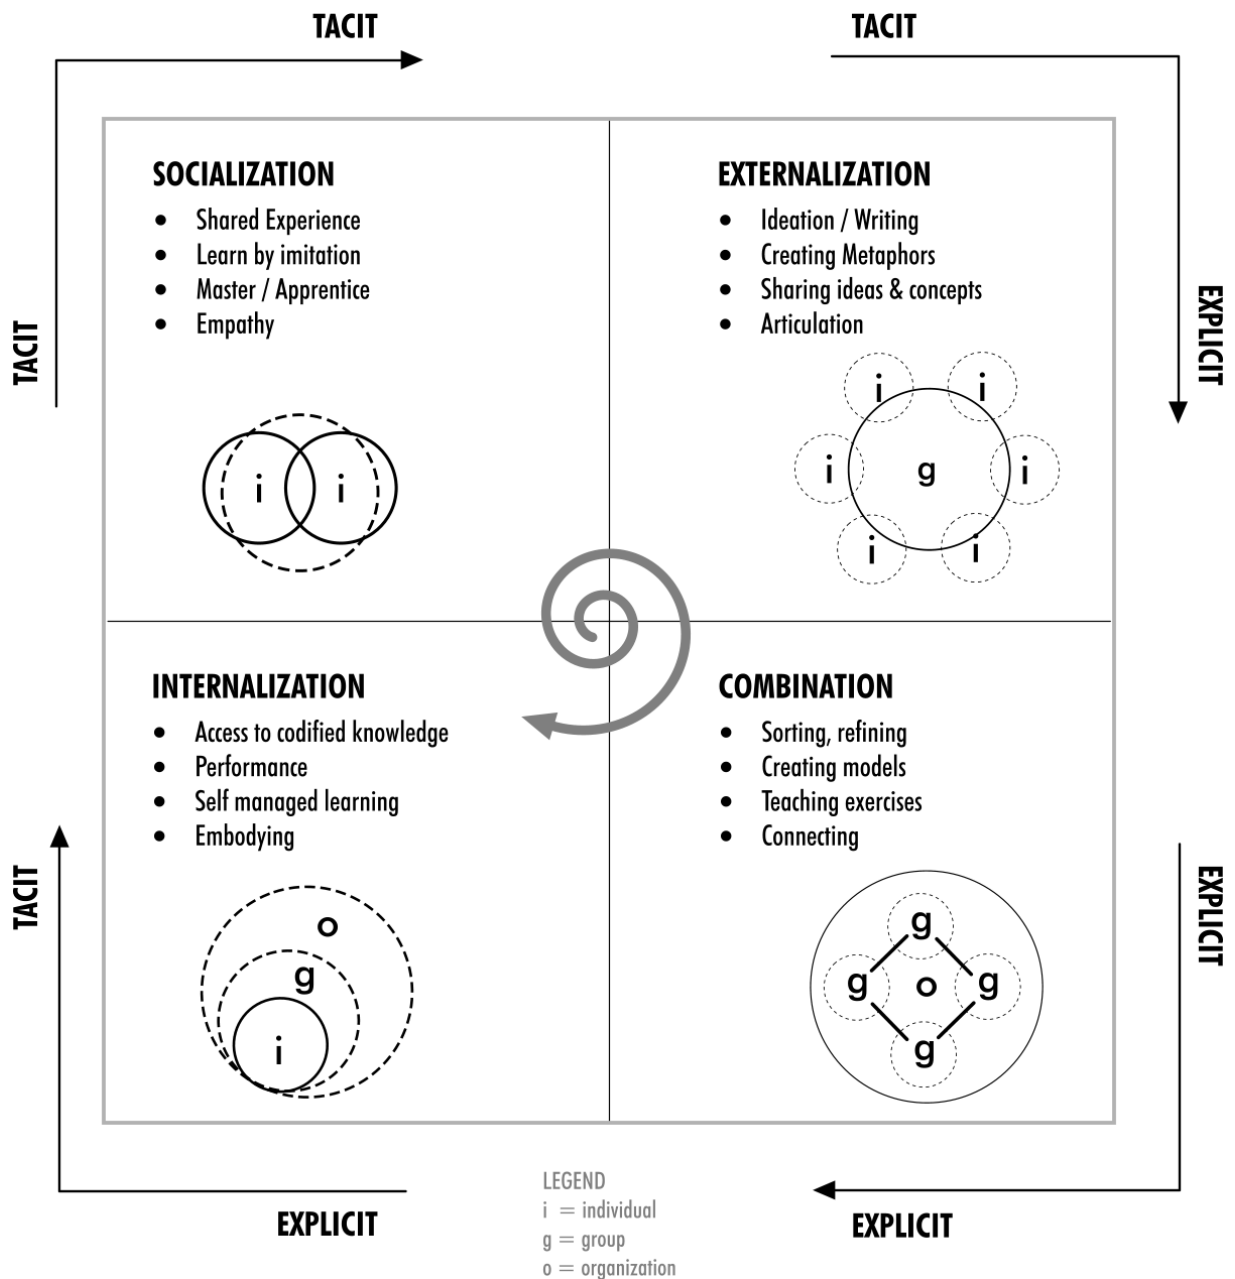 TACIT
TACIT
TACIT
EXPLICIT
SOCIALIZATION
• Shared Experience
• Learn by imitation
• Master / Apprentice
• Empathy
i i
EXTERNALIZATION
• Ideation / Writing
• Creating Metaphors
• Sharing ideas & concepts
• Articulation
i i
i g i
i i
INTERNALIZATION
• Access to codified knowledge
• Performance
• Self managed learning
• Embodying
o
g
i
COMBINATION
• Sorting, refining
• Creating models
• Teaching exercises
• Connecting
g
g o g
g
TACIT
EXPLICIT
EXPLICIT
EXPLICIT
LEGEND
i = individual
g = group
o = organization